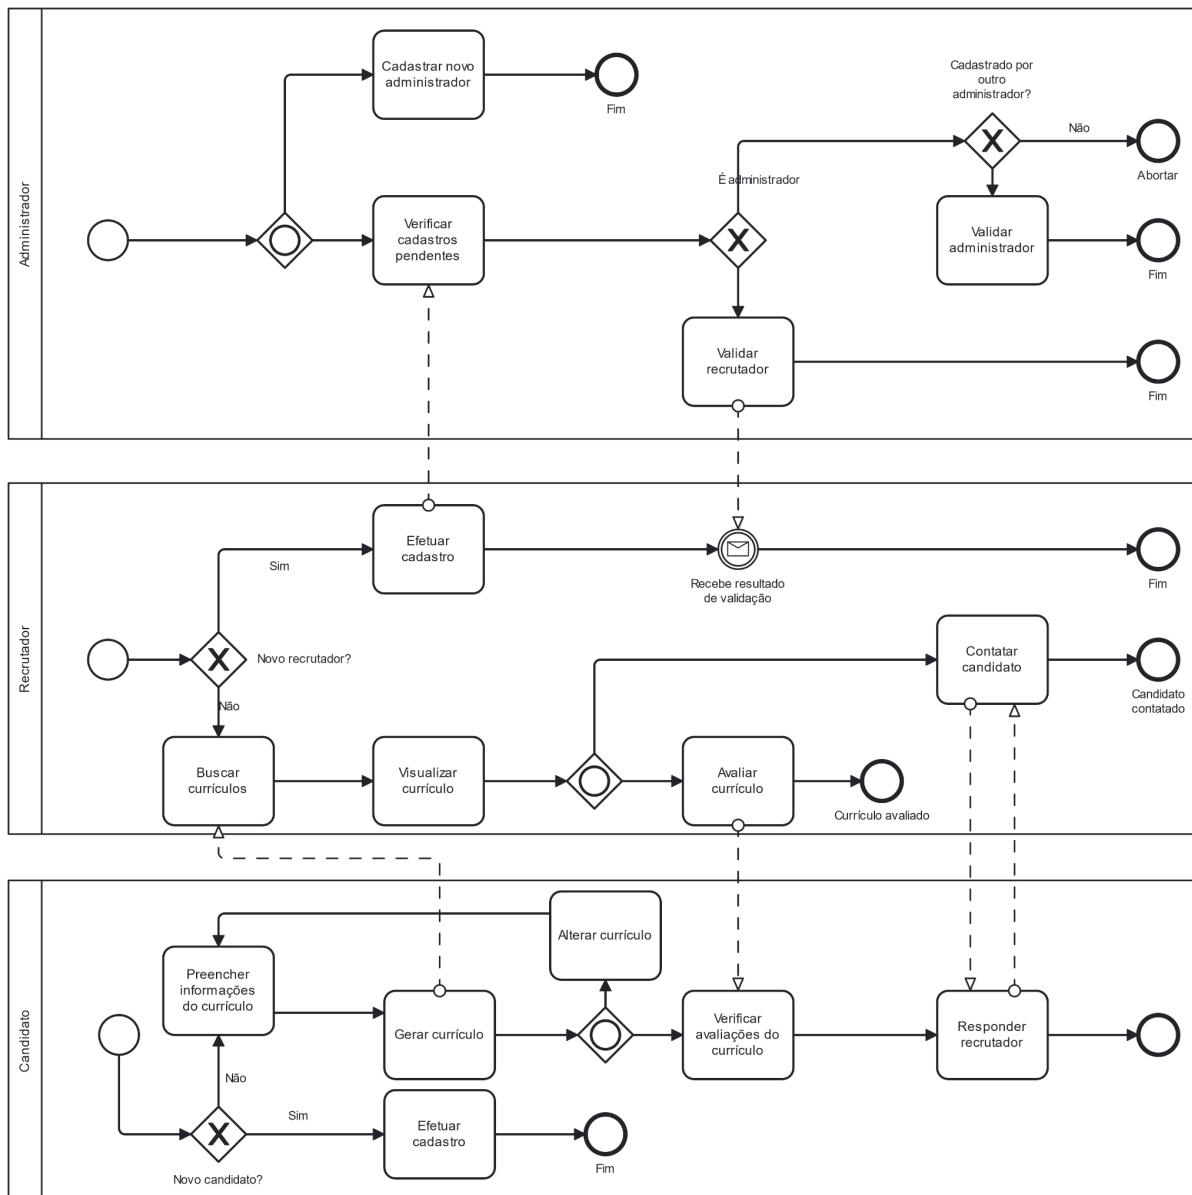 Administrador
Cadastrar novo
administrador
Fim
Cadastrado por
outro
administrador?
Não
Abortar
É administrador
Verificar
cadastros
pendentes
Validar
administrador
Fim
Validar
recrutador
Fim
Recrutador
Efetuar
cadastro
Sim
Recebe resultado
de validação
Fim
Novo recrutador?
Não
Contatar
candidato
Candidato
contatado
Buscar
currículos
Visualizar
currículo
Avaliar
currículo
Currículo avaliado
Candidato
Alterar currículo
Preencher
informações
do currículo
Gerar currículo
Verificar
avaliações do
currículo
Responder
recrutador
Não
Sim
Efetuar
cadastro
Fim
Novo candidato?